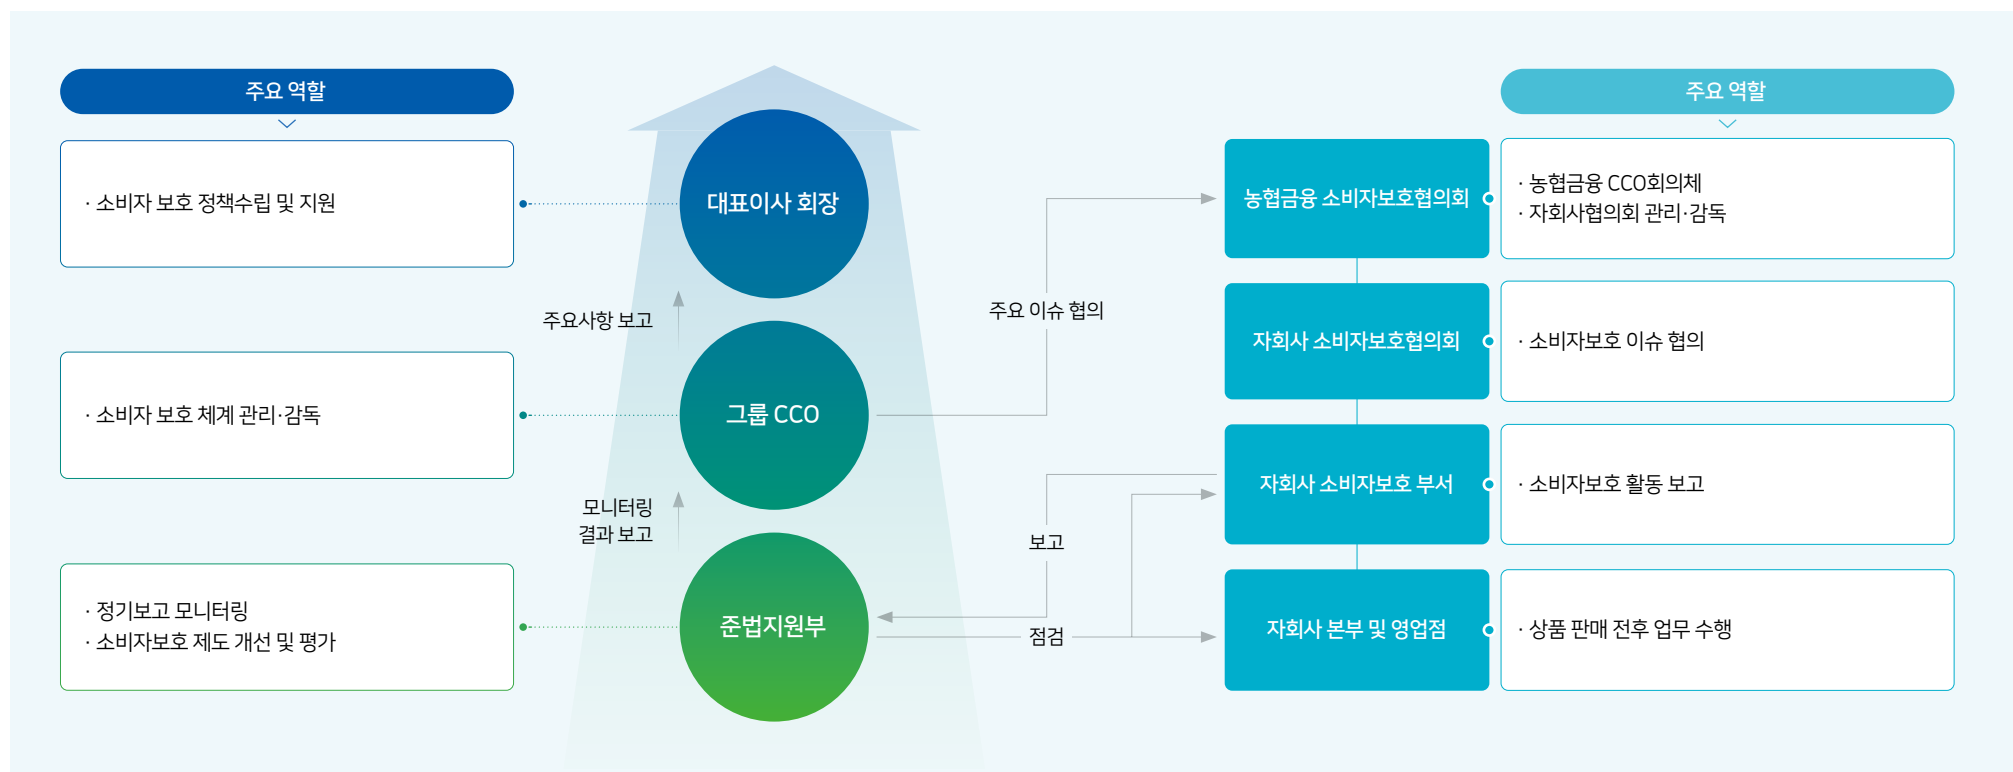 주요 역할
· 소비자 보호 정책수립 및 지원
· 소비자 보호 체계 관리·감독
· 정기보고 모니터링
· 소비자보호 제도 개선 및 평가
대표이사 회장
주요사항 보고
그룹 CCO
모니터링
결과 보고
준법지원부
주요 이슈 협의
보고
점검
주요 역할
농협금융 소비자보호협의회
· 농협금융 CCO회의체
· 자회사협의회 관리·감독
자회사 소비자보호협의회
· 소비자보호 이슈 협의
자회사 소비자보호 부서
· 소비자보호 활동 보고
자회사 본부 및 영업점
· 상품 판매 전후 업무 수행